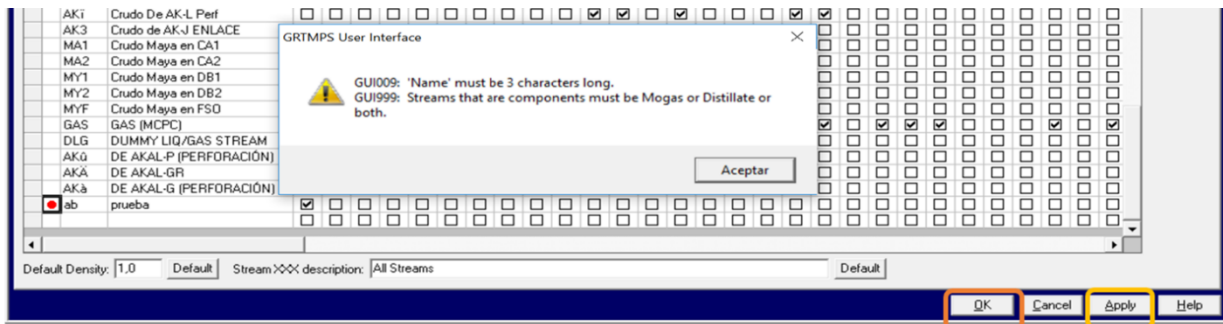 AKï Crudo De AK-L Perf
AK3 Crudo de AK-J ENLACE
MA1 Crudo Maya en CA1
MA2 Crudo Maya en CA2
MY1 Crudo Maya en DB1
MY2 Crudo Maya en DB2
MYF Crudo Maya en FSO
GAS GAS (MCPC)
DLG DUMMY LIQ/GAS STREAM
AKû DE AKAL-P (PERFORACIÓN)
AKÄ DE AKAL-GR
AKà DE AKAL-G (PERFORACIÓN)
ab prueba
GRTMPS User Interface
GUI009: 'Name' must be 3 characters long.
GUI999: Streams that are components must be Mogas or Distillate or
both.
Aceptar
Default Density: 1,0 Default Stream XXX description: All Streams Default
OK Cancel Apply Help